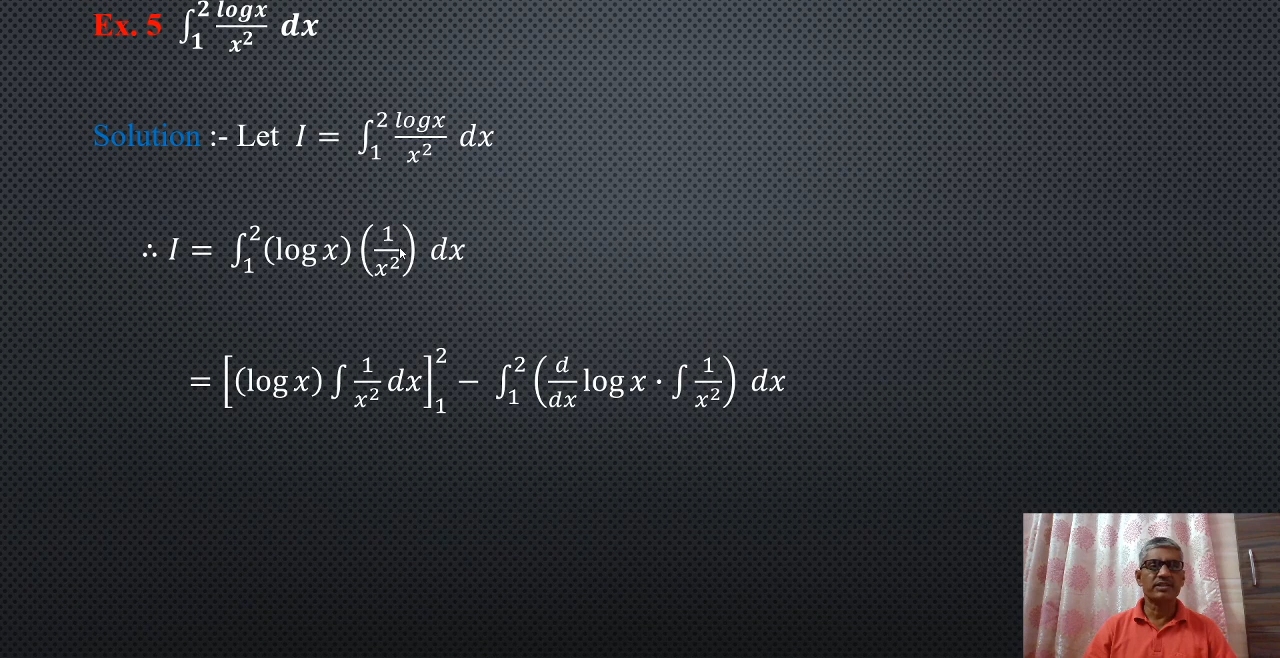 Ex. 5 ∫₁² logx/x² dx
Solution :- Let I = ∫₁² logx/x² dx
∴ I = ∫₁² (log x) (1/x²) dx
= [(log x) ∫ 1/x² dx]₁² − ∫₁² (d/dx log x · ∫ 1/x²) dx